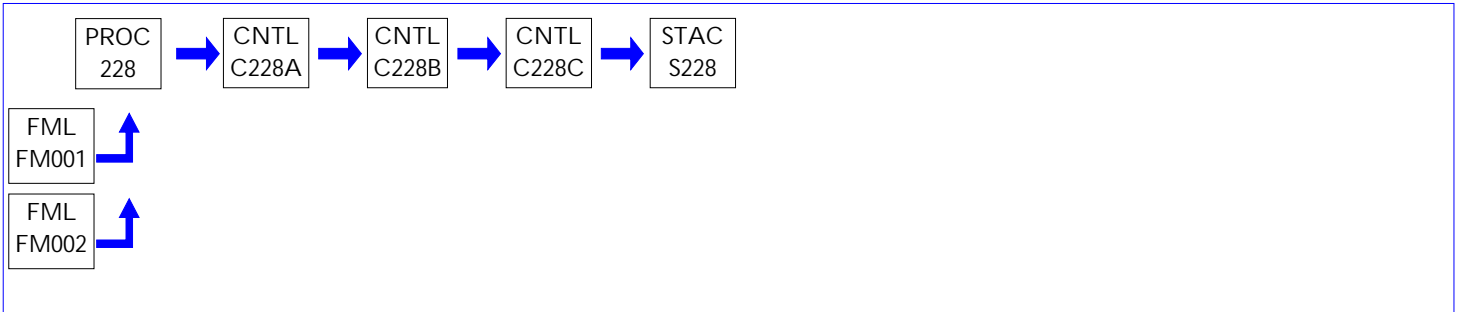 PROC
228
CNTL
C228A
CNTL
C228B
CNTL
C228C
STAC
S228
FML
FM001
FML
FM002